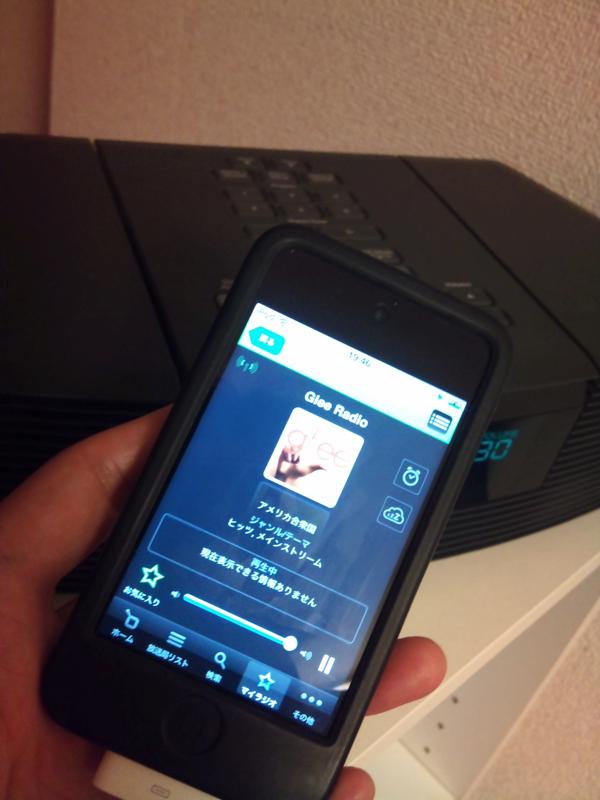 19:46
戻る
Glee Radio
glee
アメリカ合衆国
ジャンル/テーマ
ヒッツ, メインストリーム
再生中
現在表示できる情報ありません
お気に入り
ホーム
放送局リスト
検索
マイラジオ
その他
VOLUME
30